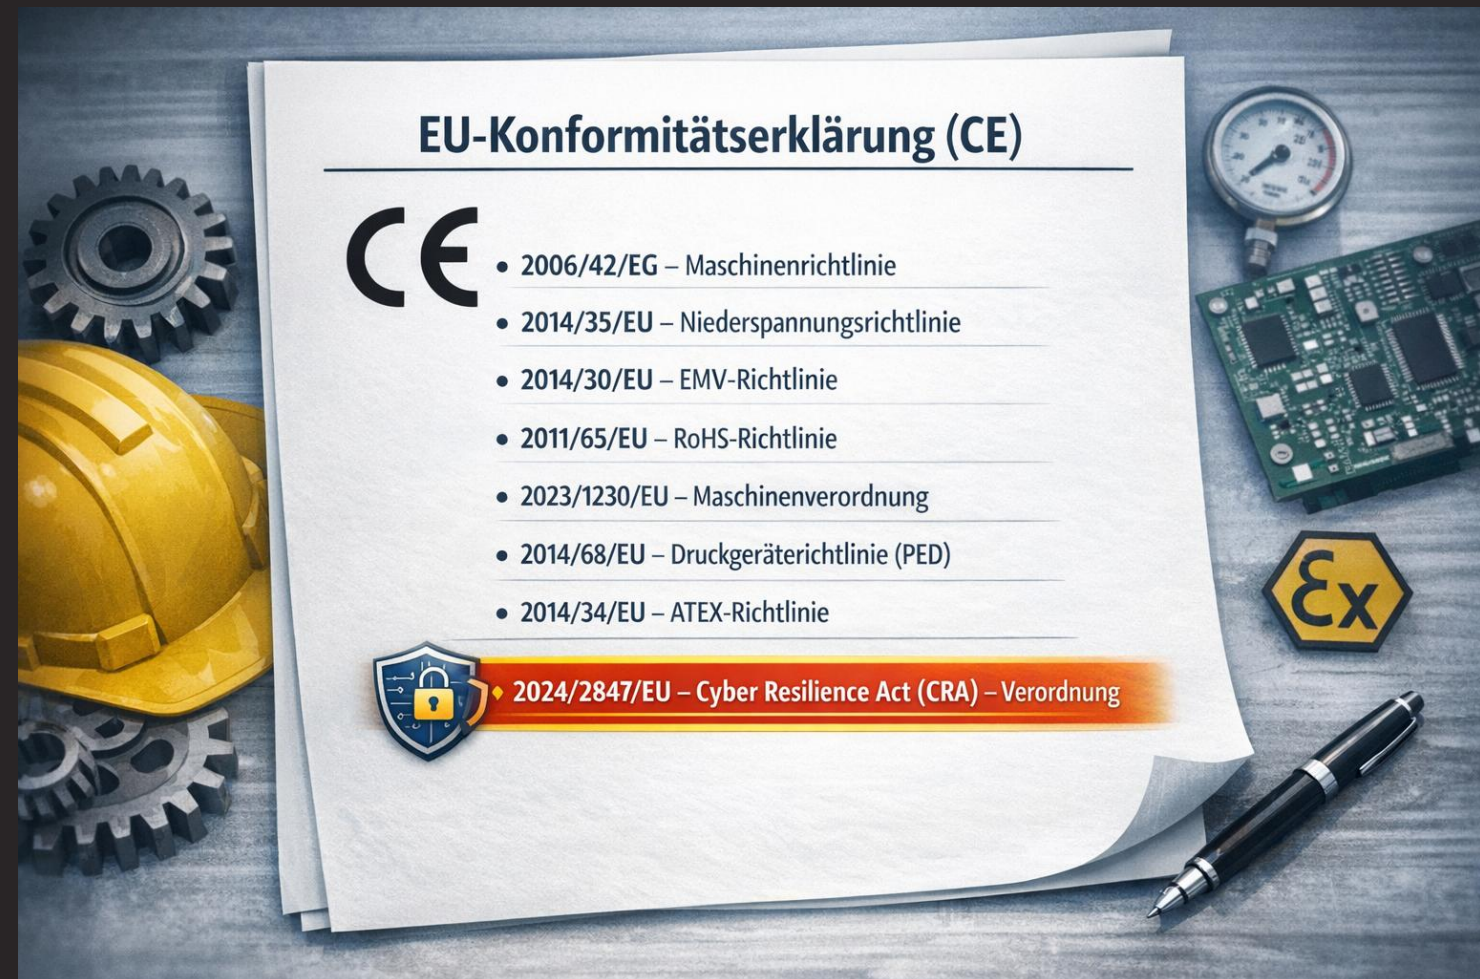 EU-Konformitätserklärung (CE)
CE
• 2006/42/EG – Maschinenrichtlinie
• 2014/35/EU – Niederspannungsrichtlinie
• 2014/30/EU – EMV-Richtlinie
• 2011/65/EU – RoHS-Richtlinie
• 2023/1230/EU – Maschinenverordnung
• 2014/68/EU – Druckgeräterichtlinie (PED)
• 2014/34/EU – ATEX-Richtlinie
2024/2847/EU – Cyber Resilience Act (CRA) – Verordnung
Ex